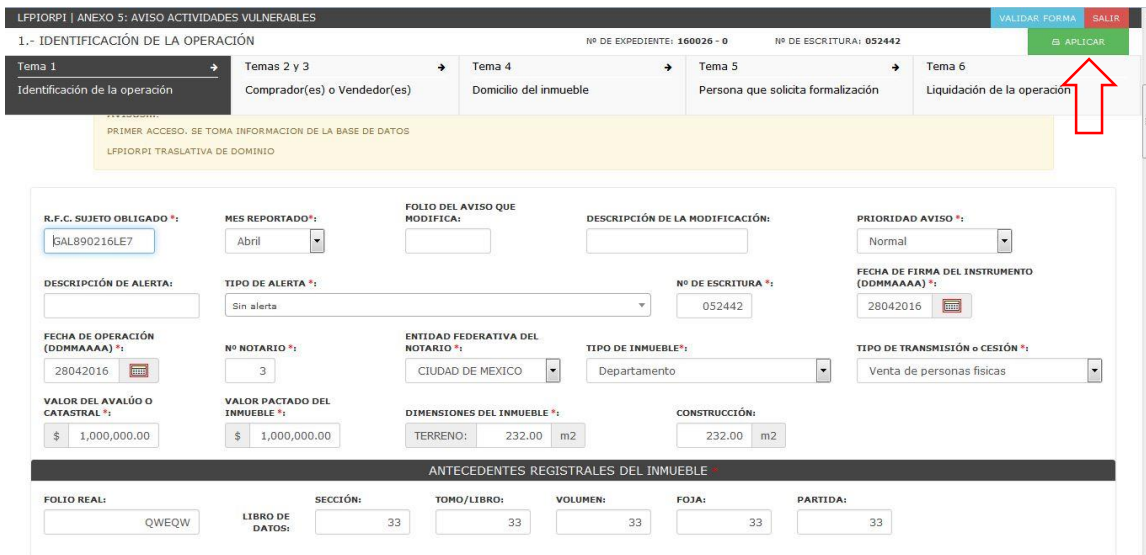 LFPIORPI | ANEXO 5: AVISO ACTIVIDADES VULNERABLES
VALIDAR FORMA SALIR
1.- IDENTIFICACIÓN DE LA OPERACIÓN
Nº DE EXPEDIENTE: 160026 - 0
Nº DE ESCRITURA: 052442
APLICAR
Tema 1
Temas 2 y 3
Tema 4
Tema 5
Tema 6
Identificación de la operación
Comprador(es) o Vendedor(es)
Domicilio del inmueble
Persona que solicita formalización
Liquidación de la operación
PRIMER ACCESO. SE TOMA INFORMACION DE LA BASE DE DATOS
LFPIORPI TRASLATIVA DE DOMINIO
R.F.C. SUJETO OBLIGADO *:
MES REPORTADO*:
FOLIO DEL AVISO QUE
MODIFICA:
DESCRIPCIÓN DE LA MODIFICACIÓN:
PRIORIDAD AVISO *:
GAL890216LE7
Abril
Normal
DESCRIPCIÓN DE ALERTA:
TIPO DE ALERTA *:
Nº DE ESCRITURA *:
FECHA DE FIRMA DEL INSTRUMENTO
(DDMMAAAA) *:
Sin alerta
052442
28042016
FECHA DE OPERACIÓN
(DDMMAAAA) *:
Nº NOTARIO *:
ENTIDAD FEDERATIVA DEL
NOTARIO *:
TIPO DE INMUEBLE*:
TIPO DE TRANSMISIÓN o CESIÓN *:
28042016
3
CIUDAD DE MEXICO
Departamento
Venta de personas fisicas
VALOR DEL AVALÚO O
CATASTRAL *:
VALOR PACTADO DEL
INMUEBLE *:
DIMENSIONES DEL INMUEBLE *:
CONSTRUCCIÓN:
$ 1,000,000.00
$ 1,000,000.00
TERRENO: 232.00 m2
232.00 m2
ANTECEDENTES REGISTRALES DEL INMUEBLE *
FOLIO REAL:
LIBRO DE
DATOS:
SECCIÓN:
TOMO/LIBRO:
VOLUMEN:
FOJA:
PARTIDA:
QWEQW
33
33
33
33
33